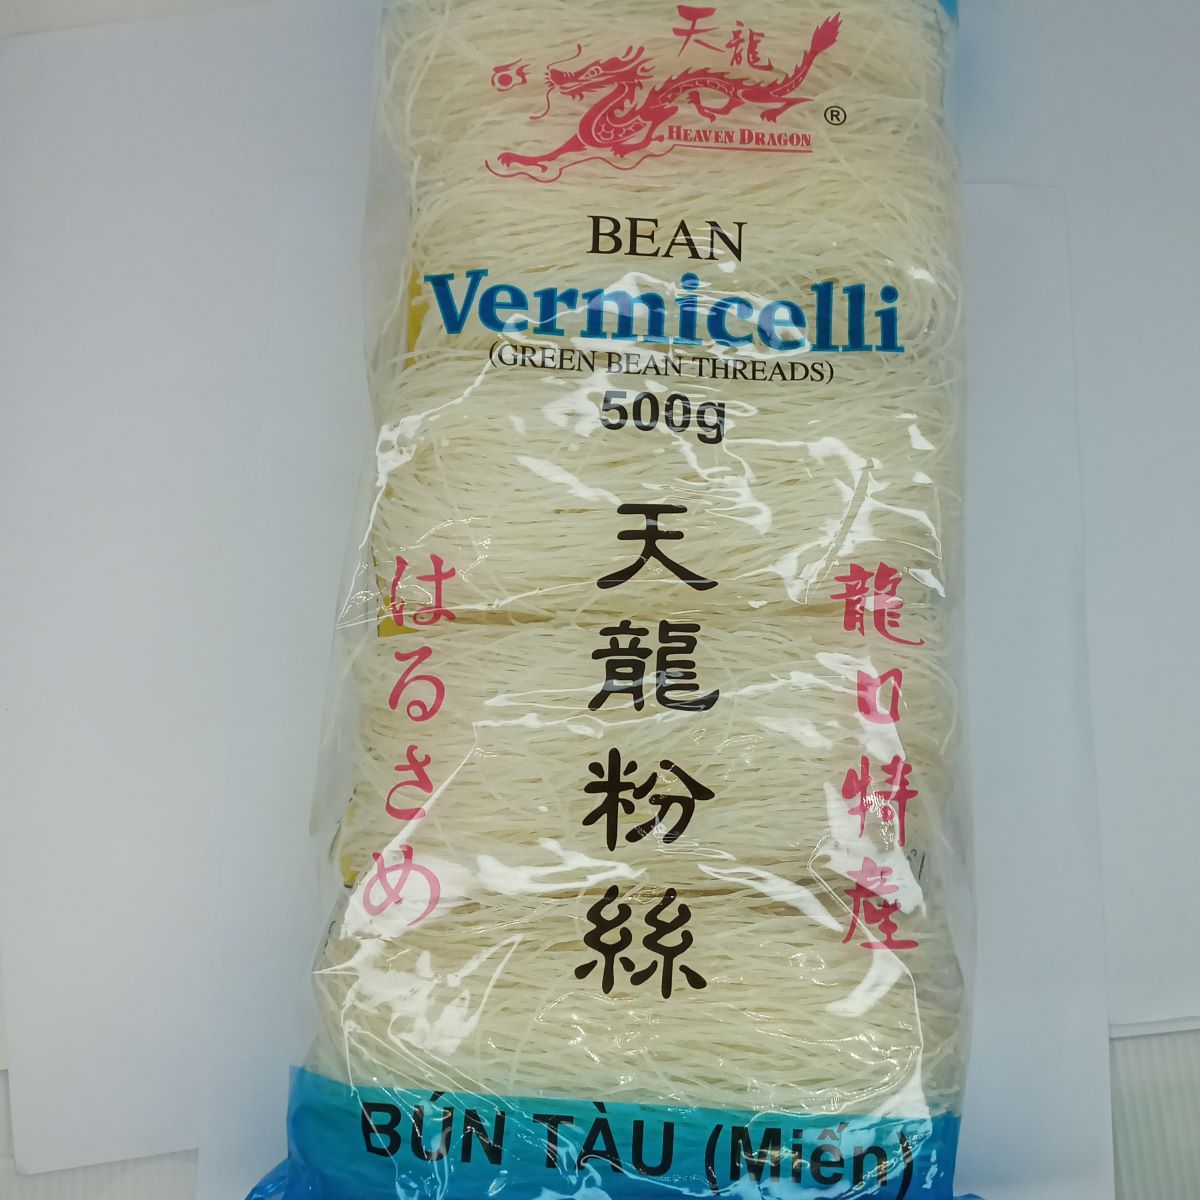 天龍
HEAVEN DRAGON
®
BEAN
Vermicelli
(GREEN BEAN THREADS)
500g
天龍粉絲
はるさめ
龍口特産
BÚN TÀU (Miến)